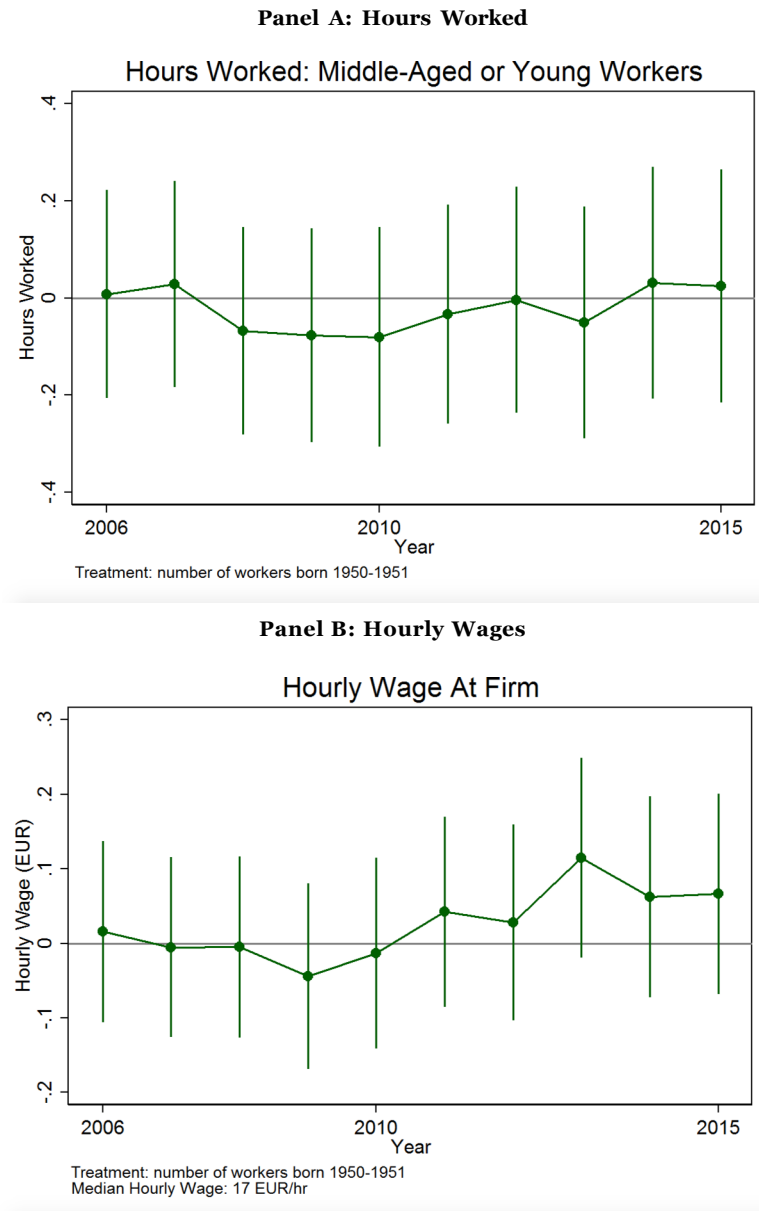 Panel A: Hours Worked
Hours Worked: Middle-Aged or Young Workers
Hours Worked
.4
.2
0
-.2
-.4
2006
2010
2015
Year
Treatment: number of workers born 1950-1951
Panel B: Hourly Wages
Hourly Wage At Firm
Hourly Wage (EUR)
.3
.2
.1
0
-.1
-.2
2006
2010
2015
Year
Treatment: number of workers born 1950-1951
Median Hourly Wage: 17 EUR/hr